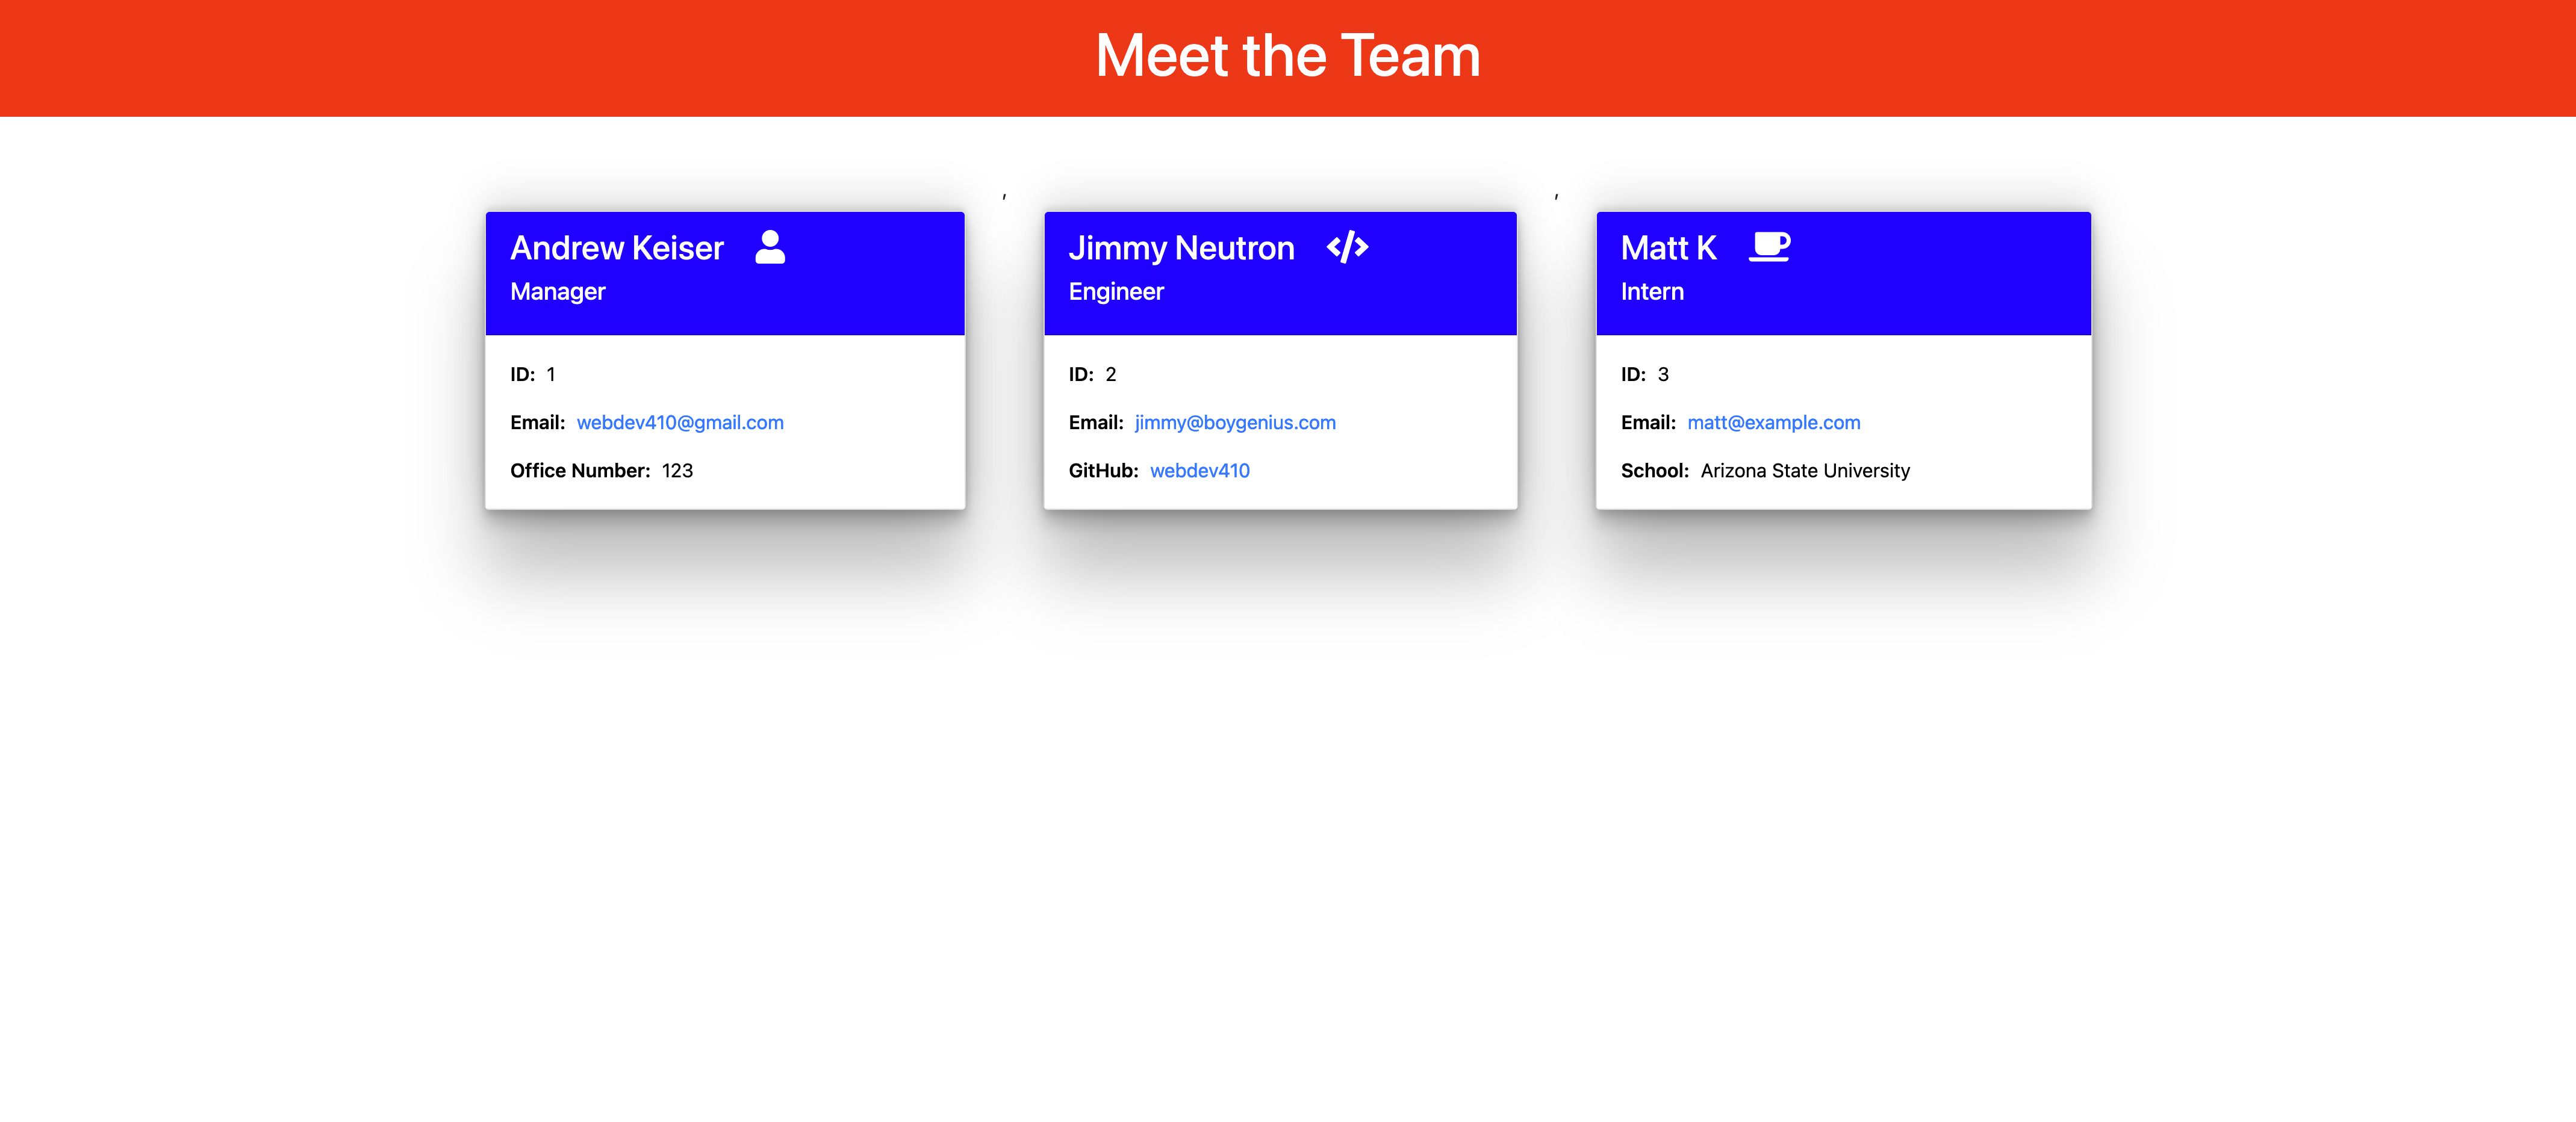 Meet the Team
, ,
Andrew Keiser
Manager
ID: 1
Email: webdev410@gmail.com
Office Number: 123
Jimmy Neutron
Engineer
ID: 2
Email: jimmy@boygenius.com
GitHub: webdev410
Matt K
Intern
ID: 3
Email: matt@example.com
School: Arizona State University